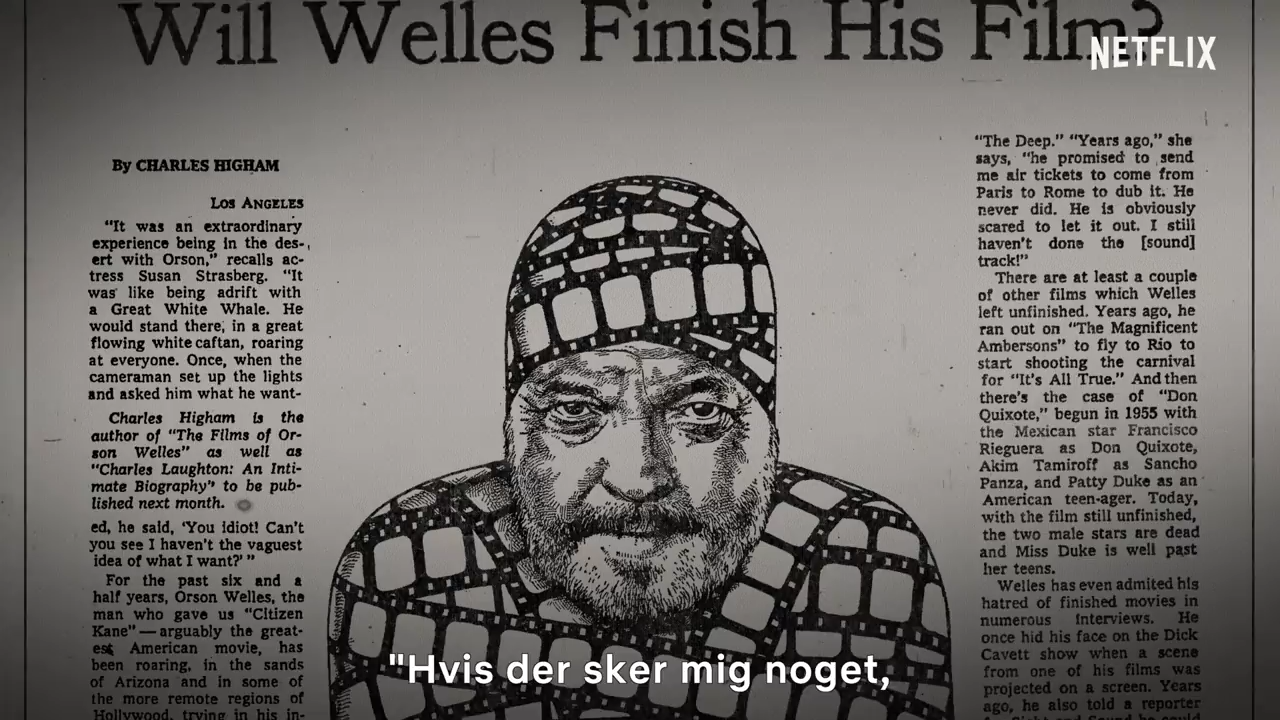 Will Welles Finish His Film?
NETFLIX
By CHARLES HIGHAM
LOS ANGELES
"It was an extraordinary
experience being in the des-
ert with Orson," recalls ac-
tress Susan Strasberg. "It
was like being adrift with
a Great White Whale. He
would stand there, in a great
flowing white caftan, roaring
at everyone. Once, when the
cameraman set up the lights
and asked him what he want-
Charles Higham is the
author of "The Films of Or-
son Welles" as well as
"Charles Laughton: An Inti-
mate Biography" to be pub-
lished next month.
ed, he said, 'You idiot! Can't
you see I haven't the vaguest
idea of what I want?' "
For the past six and a
half years, Orson Welles, the
man who gave us "Citizen
Kane" — arguably the great-
est American movie, has
been roaring, in the sands
of Arizona and in some of
the more remote regions of
Hollywood, trying in his in-
"The Deep." "Years ago," she
says, "he promised to send
me air tickets to come from
Paris to Rome to dub it. He
never did. He is obviously
scared to let it out. I still
haven't done the [sound]
track!"
There are at least a couple
of other films which Welles
left unfinished. Years ago, he
ran out on "The Magnificent
Ambersons" to fly to Rio to
start shooting the carnival
for "It's All True." And then
there's the case of "Don
Quixote," begun in 1955 with
the Mexican star Francisco
Rieguera as Don Quixote,
Akim Tamiroff as Sancho
Panza, and Patty Duke as an
American teen-ager. Today,
with the film still unfinished,
the two male stars are dead
and Miss Duke is well past
her teens.
Welles has even admited his
hatred of finished movies in
numerous interviews. He
once hid his face on the Dick
Cavett show when a scene
from one of his films was
projected on a screen. Years
ago, he also told a reporter
"Hvis der sker mig noget,